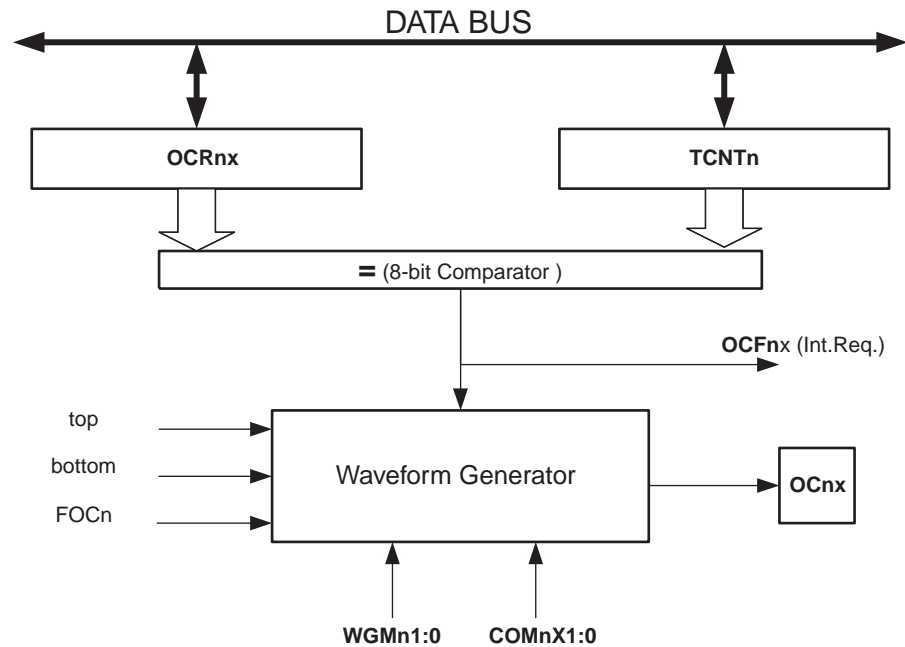 DATA BUS
OCRnx
TCNTn
= (8-bit Comparator )
OCFnx (Int.Req.)
top
bottom
FOCn
Waveform Generator
OCnx
WGMn1:0
COMnX1:0